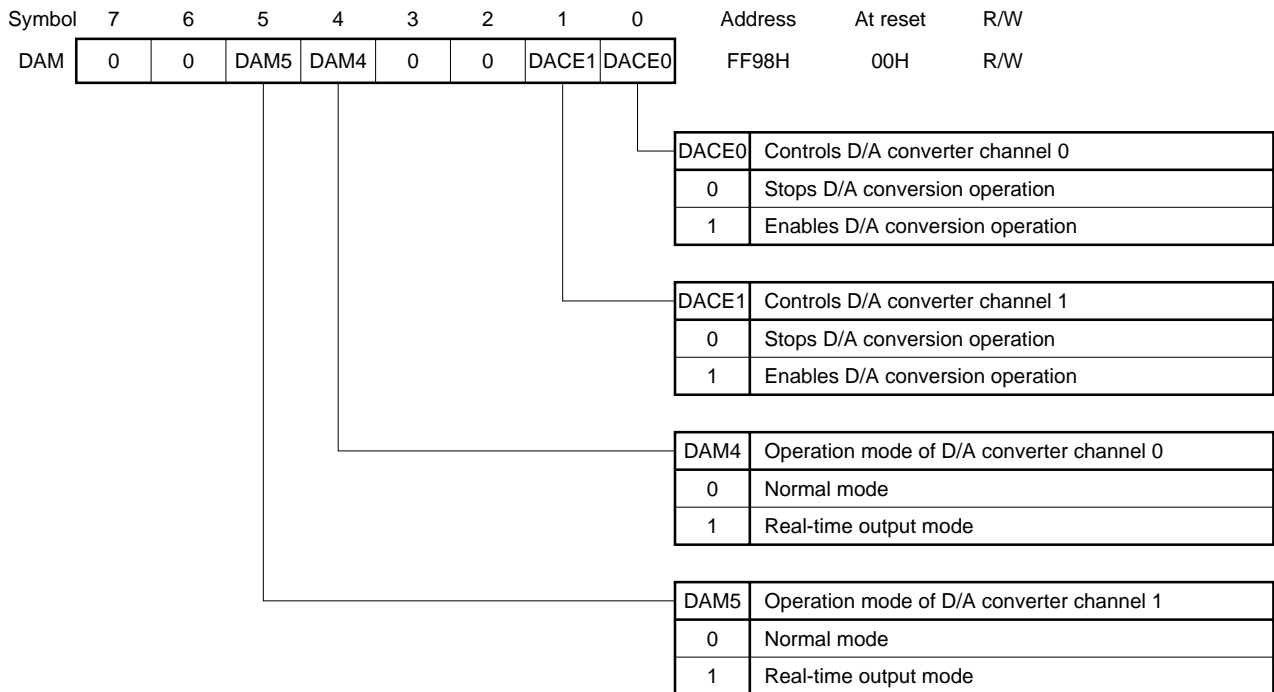 Symbol 7 6 5 4 3 2 1 0 Address At reset R/W
DAM 0 0 DAM5 DAM4 0 0 DACE1 DACE0 FF98H 00H R/W
DACE0 Controls D/A converter channel 0
0 Stops D/A conversion operation
1 Enables D/A conversion operation
DACE1 Controls D/A converter channel 1
0 Stops D/A conversion operation
1 Enables D/A conversion operation
DAM4 Operation mode of D/A converter channel 0
0 Normal mode
1 Real-time output mode
DAM5 Operation mode of D/A converter channel 1
0 Normal mode
1 Real-time output mode